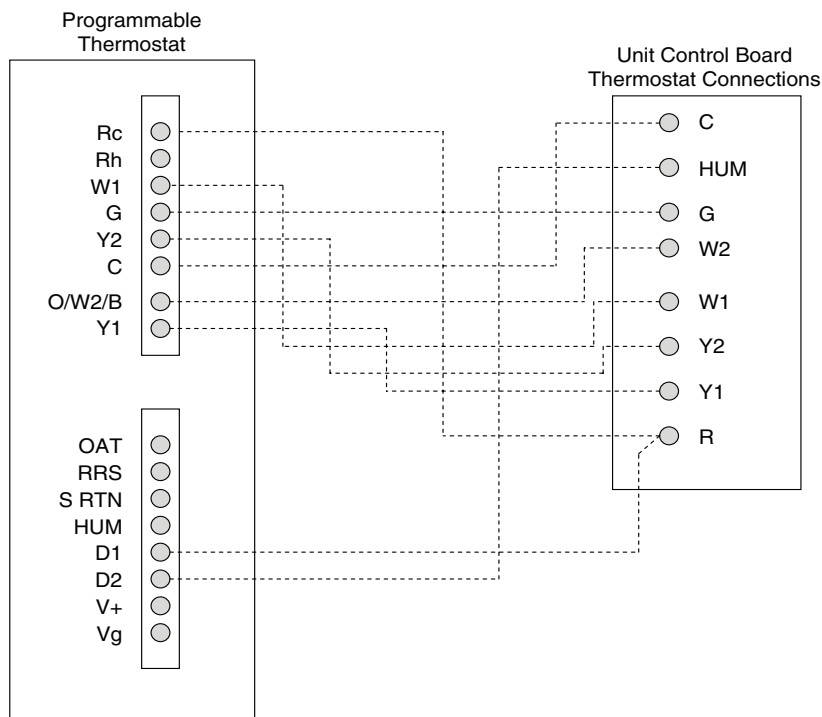 Programmable
Thermostat
Rc
Rh
W1
G
Y2
C
O/W2/B
Y1
OAT
RRS
S RTN
HUM
D1
D2
V+
Vg
Unit Control Board
Thermostat Connections
C
HUM
G
W2
W1
Y2
Y1
R